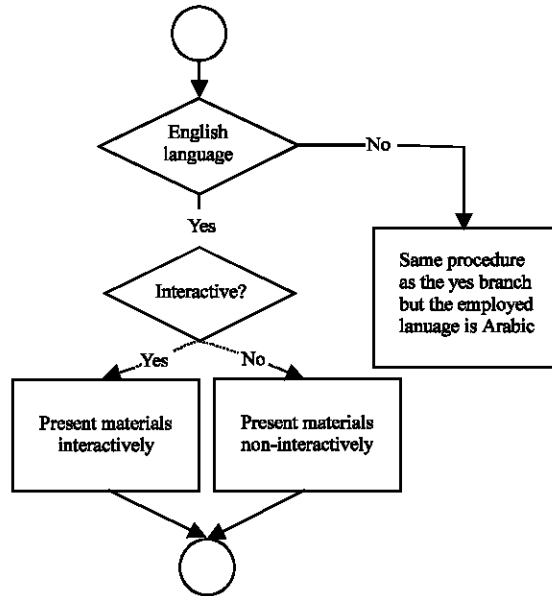 English
language
No
Yes
Same procedure
as the yes branch
but the employed
lanuage is Arabic
Interactive?
Yes
No
Present materials
interactively
Present materials
non-interactively